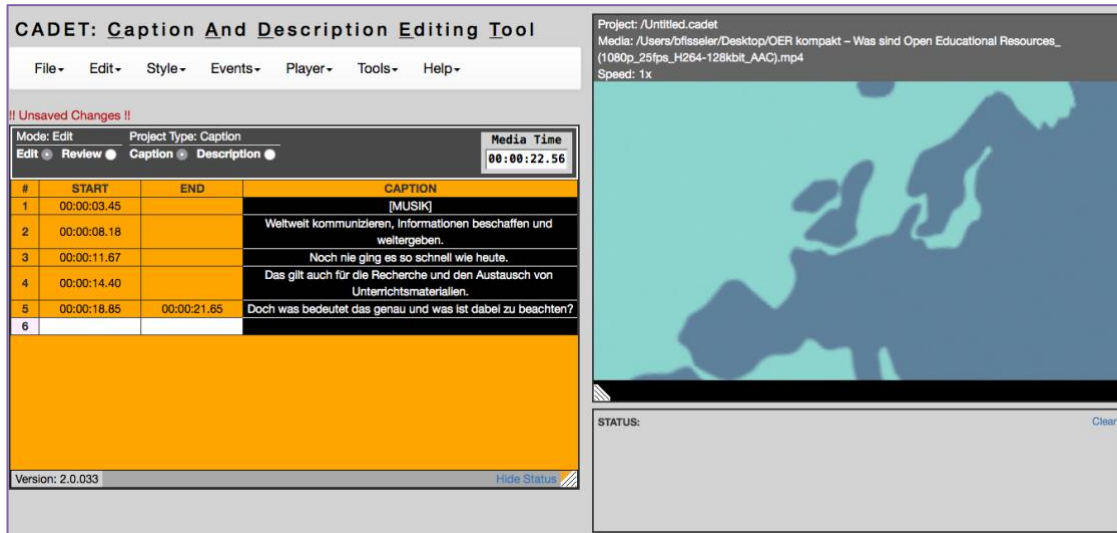 CADET: Caption And Description Editing Tool
File Edit Style Events Player Tools Help
!! Unsaved Changes !!
Mode: Edit Project Type: Caption
Edit Review Caption Description
Media Time
00:00:22.56
# START END CAPTION
1 00:00:03.45 [MUSIK]
2 00:00:08.18 Weltweit kommunizieren, Informationen beschaffen und
weitergeben.
3 00:00:11.67 Noch nie ging es so schnell wie heute.
4 00:00:14.40 Das gilt auch für die Recherche und den Austausch von
Unterrichtsmaterialien.
5 00:00:18.85 00:00:21.65 Doch was bedeutet das genau und was ist dabei zu beachten?
6
Version: 2.0.033 Hide Status
Project: /Untitled.cadet
Media: /Users/bfisseler/Desktop/OER kompakt – Was sind Open Educational Resources_
(1080p_25fps_H264-128kbit_AAC).mp4
Speed: 1x
STATUS: Clear